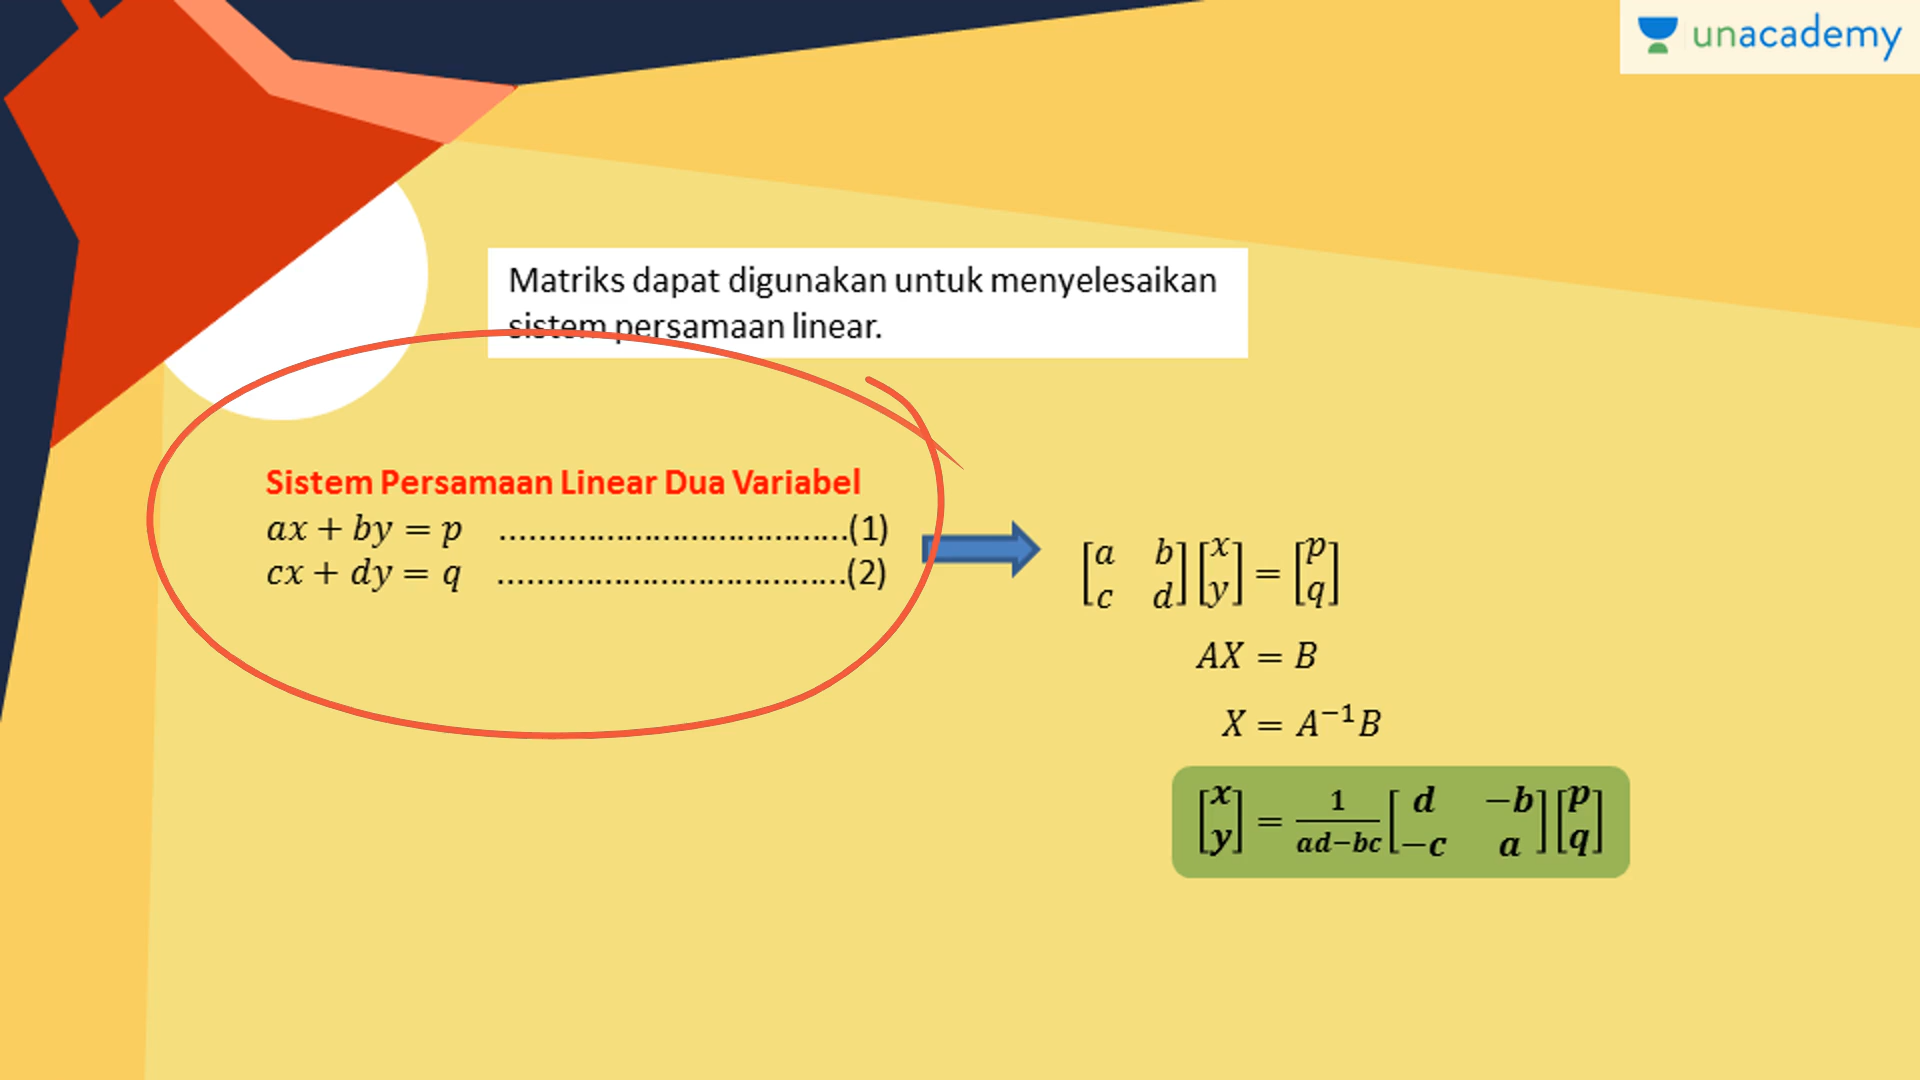 unacademy
Matriks dapat digunakan untuk menyelesaikan
sistem persamaan linear.
Sistem Persamaan Linear Dua Variabel
ax + by = p ......................................(1)
cx + dy = q ......................................(2)
[a b; c d] [x; y] = [p; q]
AX = B
X = A⁻¹B
[x; y] = 1/(ad−bc) [d −b; −c a] [p; q]